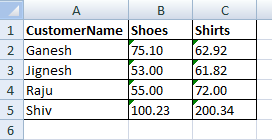 A B C
1 CustomerName Shoes Shirts
2 Ganesh 75.10 62.92
3 Jignesh 53.00 61.82
4 Raju 55.00 72.00
5 Shiv 100.23 200.34
6